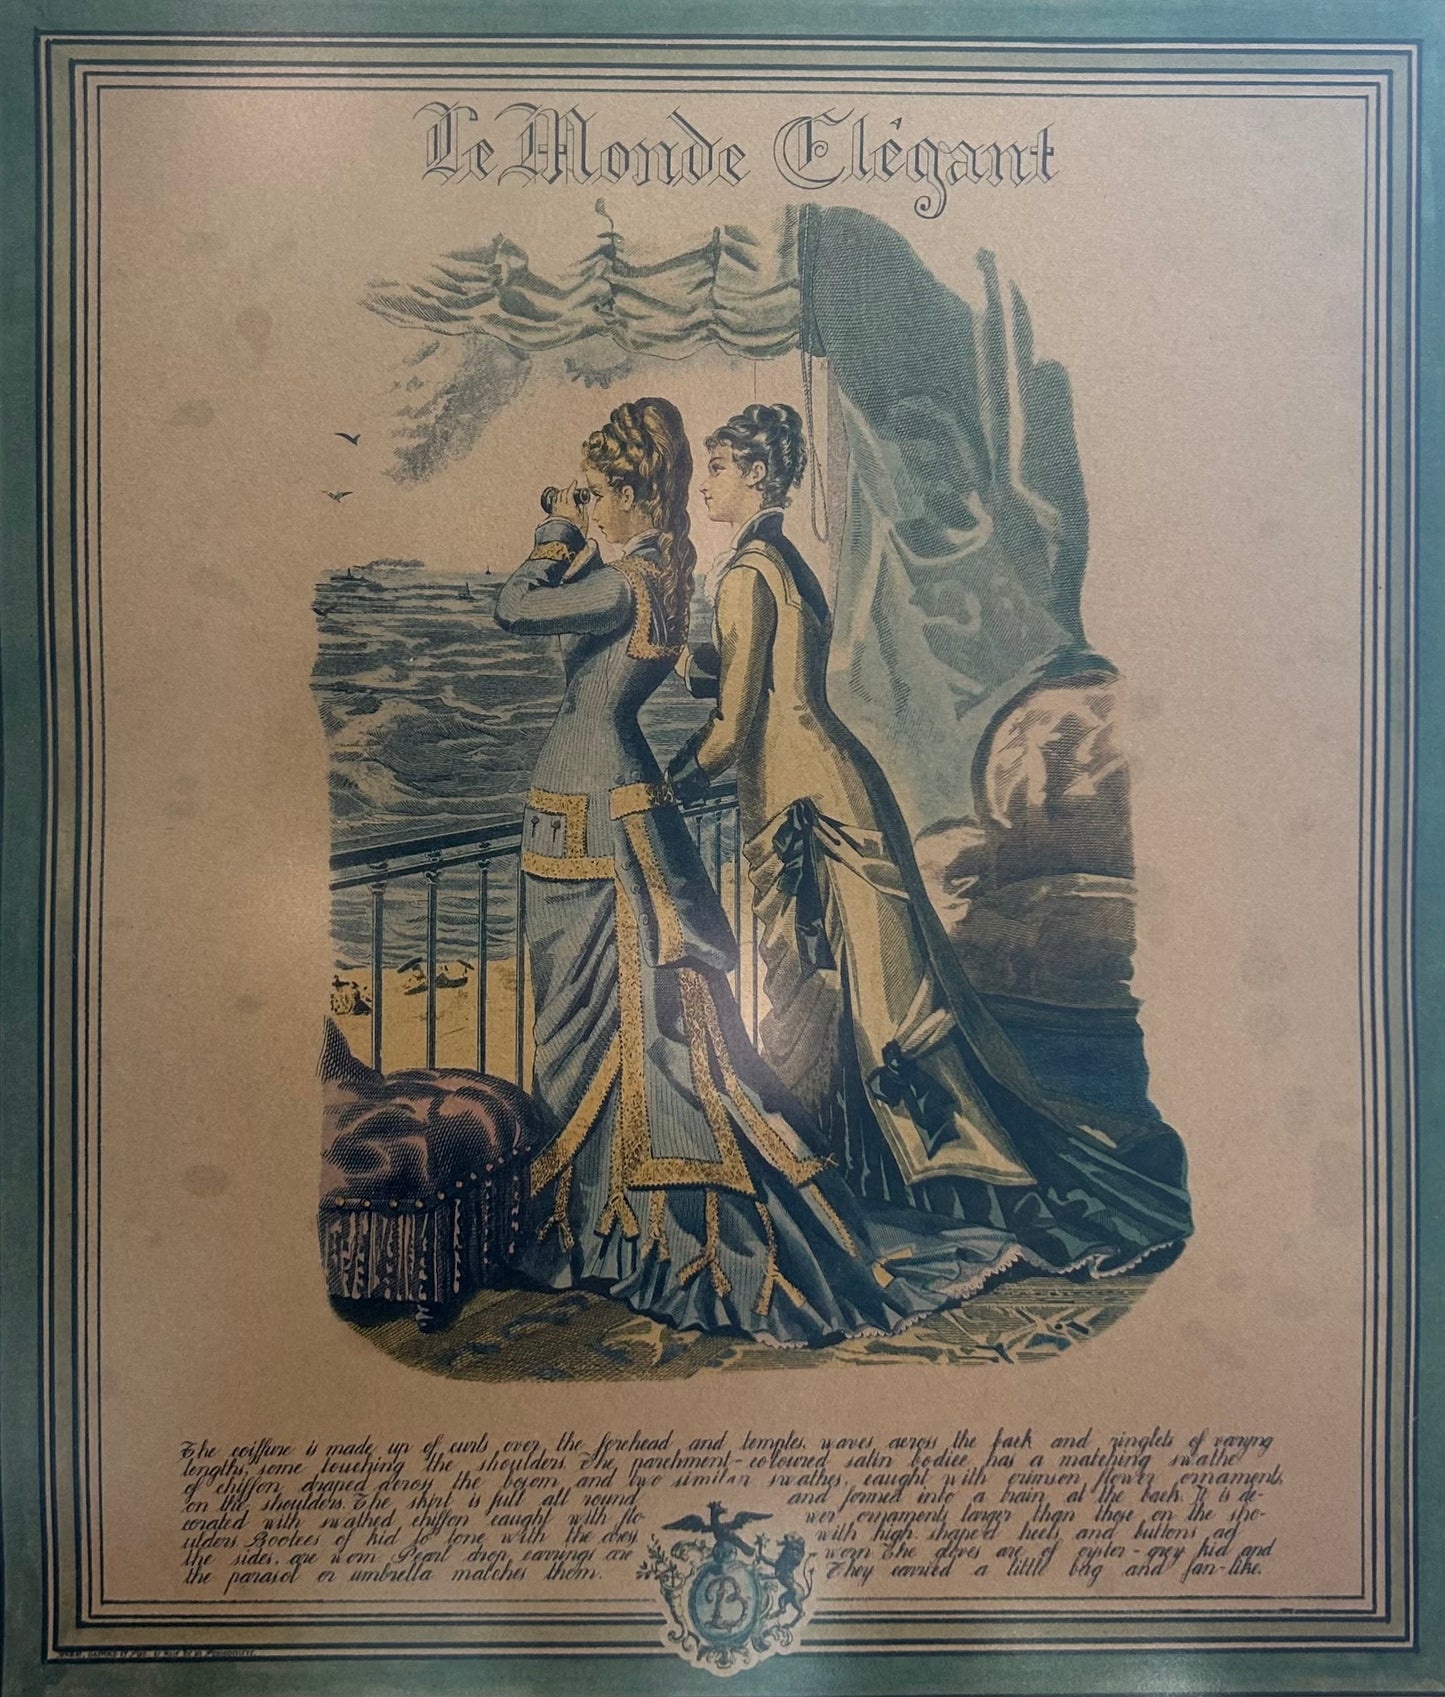 Le Monde Elégant
The coiffure is made up of curls over the forehead and temples, waves across the back and ringlets of varyng
lengths, some touching the shoulders. The parchment-coloured satin bodice has a matching swathe
of chiffon draped across the bosom and two similar swathes, caught with crimson flower ornaments
on the shoulders. The skirt is full all round, and formed into a train at the back. It is de-
corated with swathed chiffon caught with flo- wer ornaments larger than those on the sho-
ulders. Bootees of kid to tone with the dress, with high shaped heels and buttons ad
the sides, are worn. Pearl drop earrings are worn. The gloves are of oyster-grey kid and
the parasol or umbrella matches them. They carried a little bag and fan-like.
B